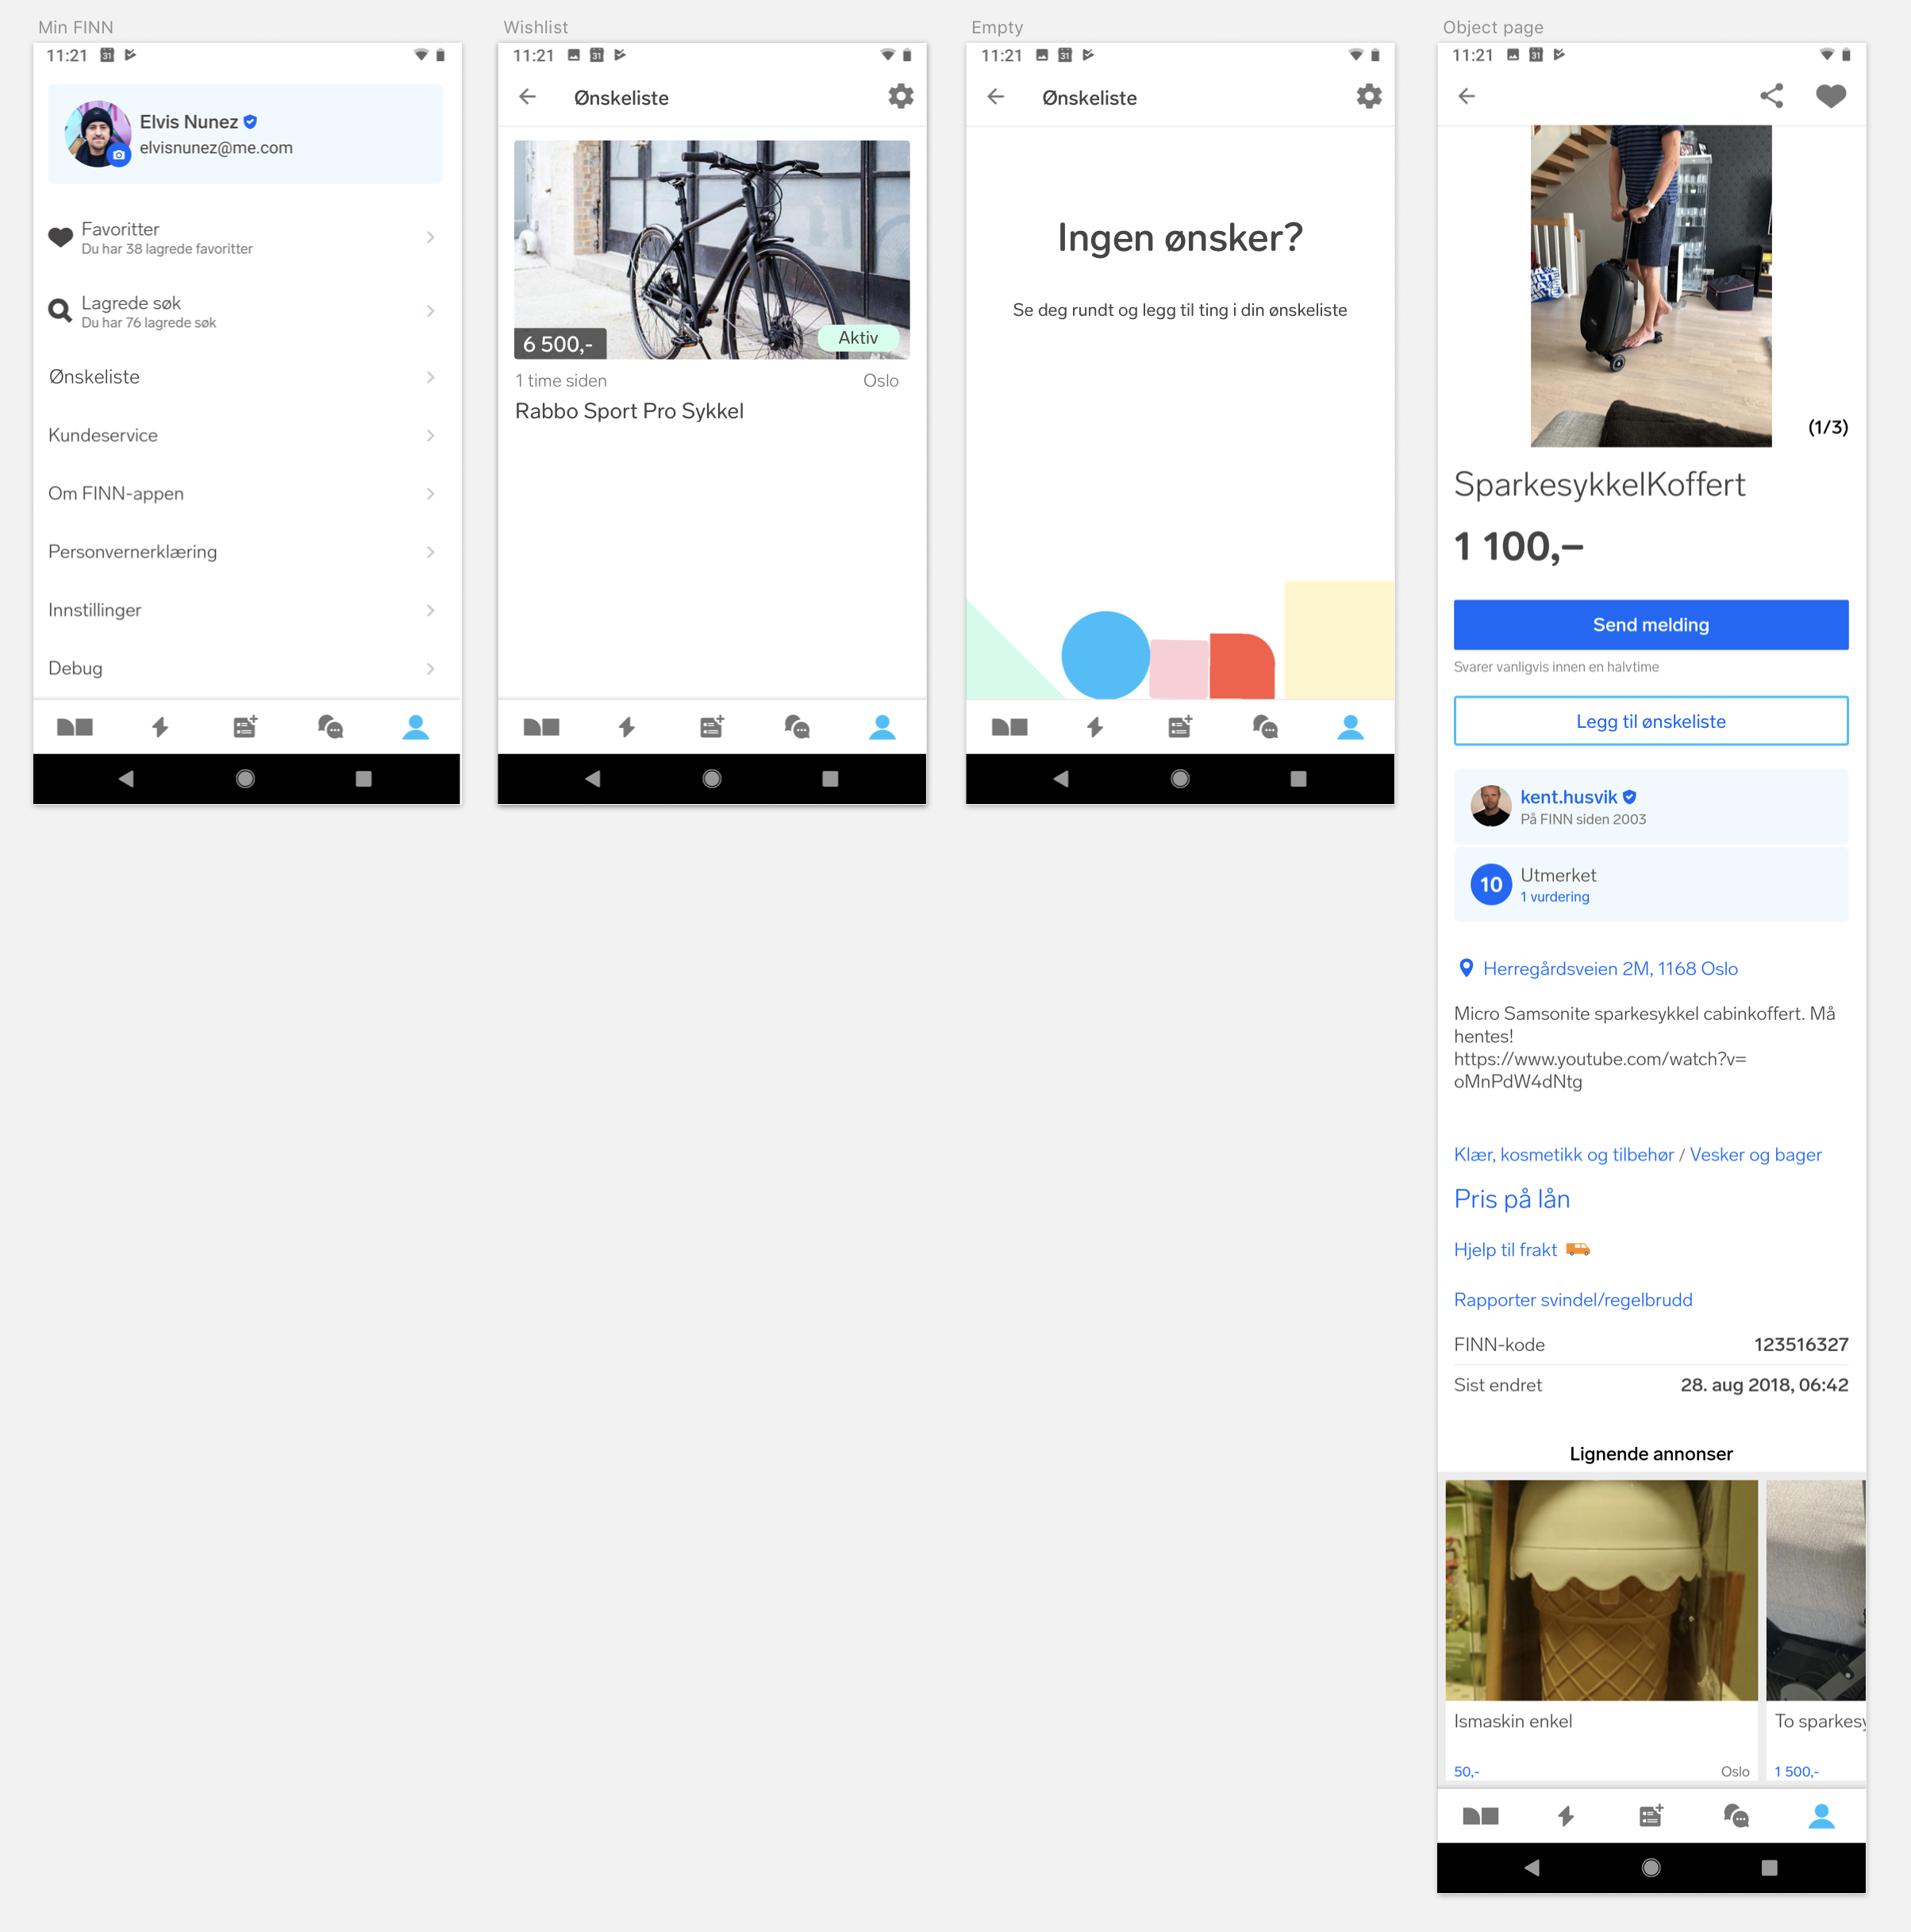 Min FINN
11:21
31
Elvis Nunez
elvisnunez@me.com
Favoritter
Du har 38 lagrede favoritter
Lagrede søk
Du har 76 lagrede søk
Ønskeliste
Kundeservice
Om FINN-appen
Personvernerklæring
Innstillinger
Debug
Wishlist
11:21
31
Ønskeliste
6 500,-
Aktiv
1 time siden
Oslo
Rabbo Sport Pro Sykkel
Empty
11:21
31
Ønskeliste
Ingen ønsker?
Se deg rundt og legg til ting i din ønskeliste
Object page
11:21
31
(1/3)
SparkesykkelKoffert
1 100,–
Send melding
Svarer vanligvis innen en halvtime
Legg til ønskeliste
kent.husvik
På FINN siden 2003
10
Utmerket
1 vurdering
Herregårdsveien 2M, 1168 Oslo
Micro Samsonite sparkesykkel cabinkoffert. Må
hentes!
https://www.youtube.com/watch?v=
oMnPdW4dNtg
Klær, kosmetikk og tilbehør / Vesker og bager
Pris på lån
Hjelp til frakt
Rapporter svindel/regelbrudd
FINN-kode
123516327
Sist endret
28. aug 2018, 06:42
Lignende annonser
Ismaskin enkel
50,-
Oslo
To sparkesy
1 500,-